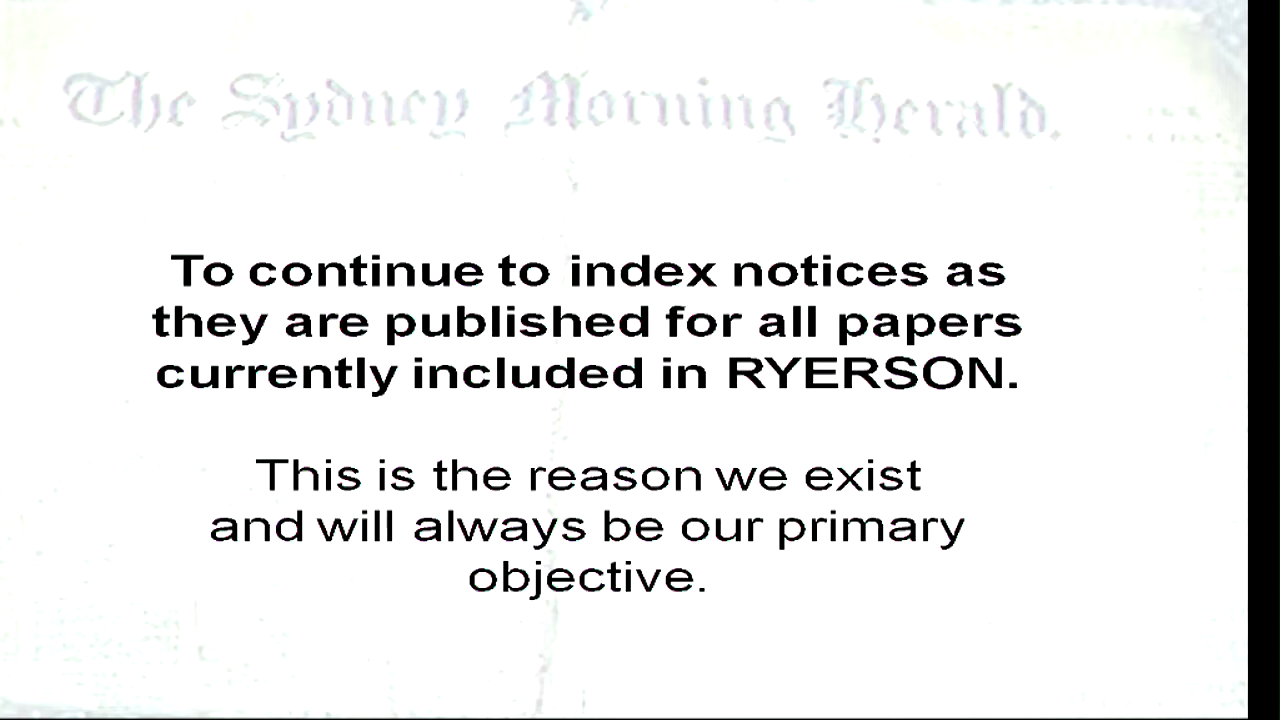 The Sydney Morning Herald.
To continue to index notices as
they are published for all papers
currently included in RYERSON.
This is the reason we exist
and will always be our primary
objective.